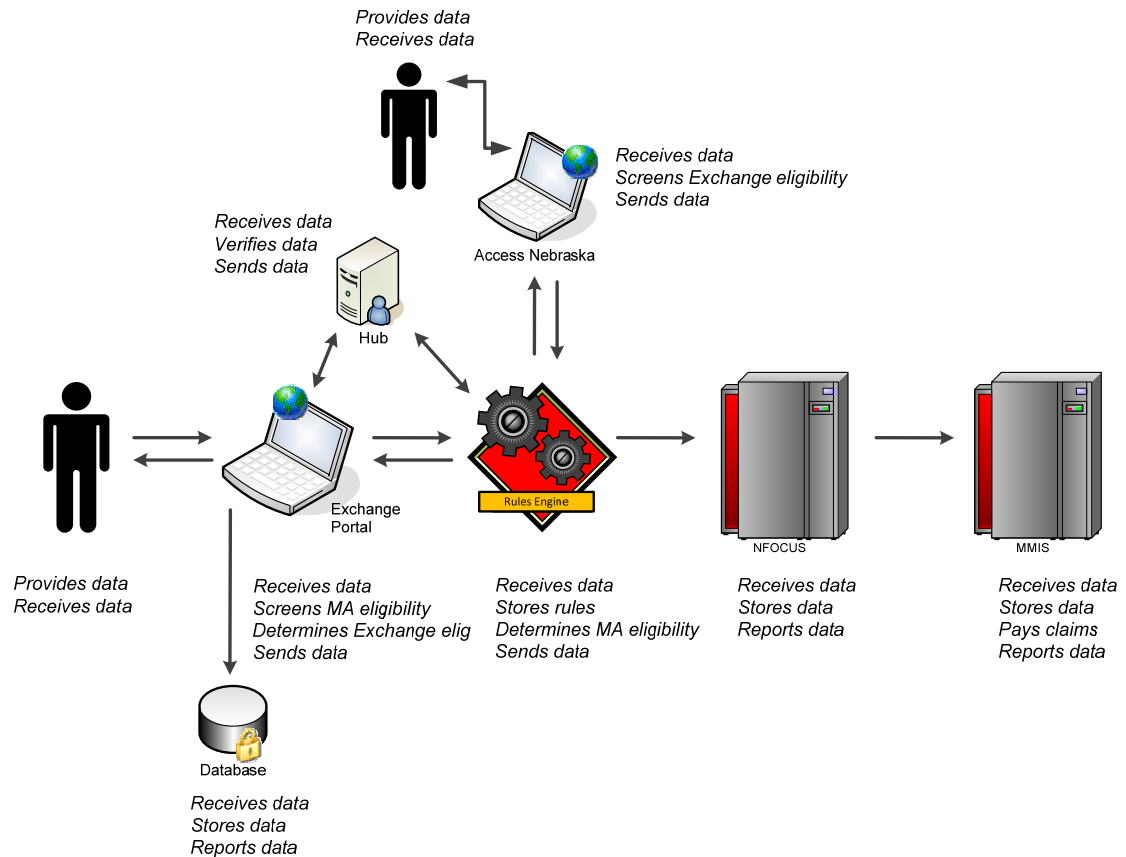 Provides data
Receives data
Receives data
Screens Exchange eligibility
Sends data
Access Nebraska
Receives data
Verifies data
Sends data
Hub
Exchange
Portal
Rules Engine
NFOCUS
MMIS
Provides data
Receives data
Receives data
Screens MA eligibility
Determines Exchange elig
Sends data
Receives data
Stores rules
Determines MA eligibility
Sends data
Receives data
Stores data
Reports data
Receives data
Stores data
Pays claims
Reports data
Database
Receives data
Stores data
Reports data